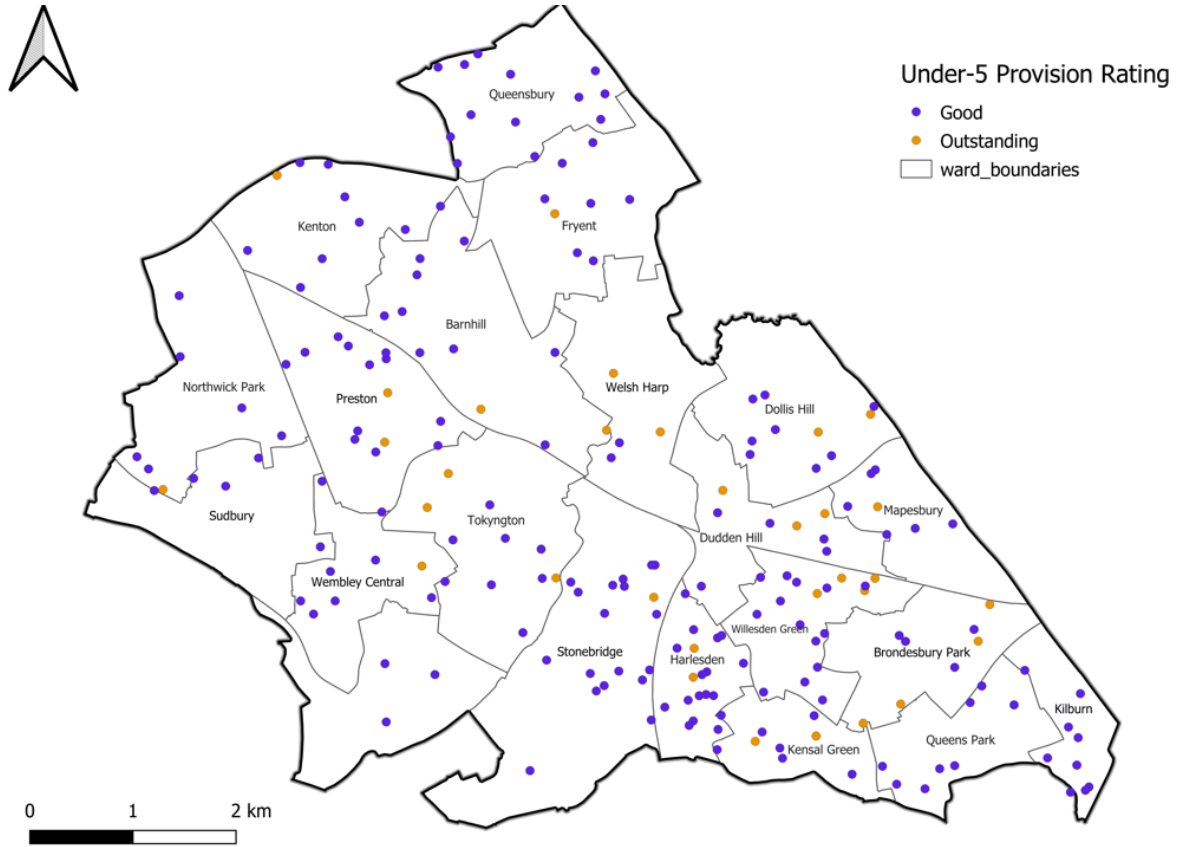 Under-5 Provision Rating
Good
Outstanding
ward_boundaries
Queensbury
Kenton
Fryent
Barnhill
Northwick Park
Preston
Welsh Harp
Dollis Hill
Sudbury
Tokyngton
Mapesbury
Dudden Hill
Wembley Central
Willesden Green
Stonebridge
Harlesden
Brondesbury Park
Kilburn
Kensal Green
Queens Park
0 1 2 km